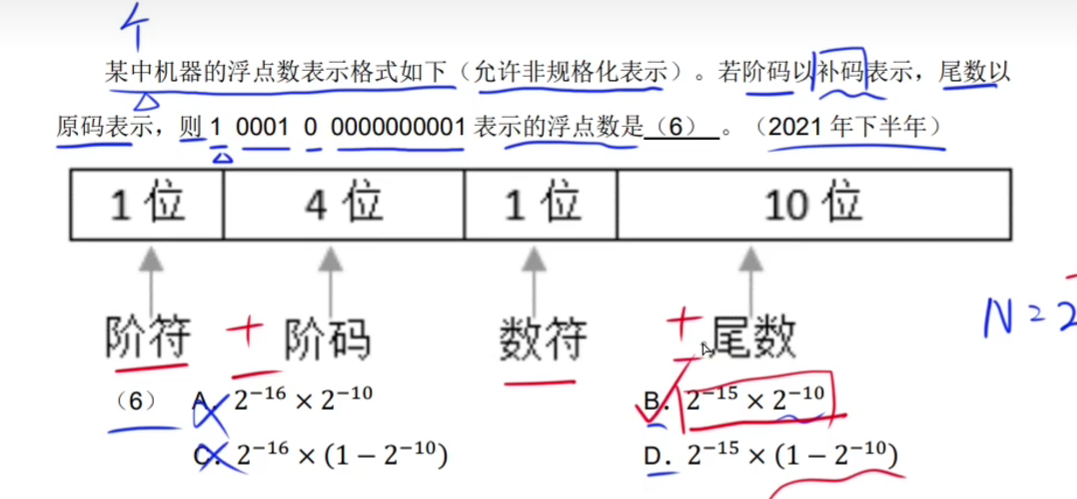 个
某中机器的浮点数表示格式如下（允许非规格化表示）。若阶码以补码表示，尾数以
原码表示，则 1 0001 0 0000000001 表示的浮点数是（6）。（2021 年下半年）
1 位 4 位 1 位 10 位
阶符 + 阶码 数符 + 尾数
N = 2
（6） A. 2⁻¹⁶ × 2⁻¹⁰ B. 2⁻¹⁵ × 2⁻¹⁰
C. 2⁻¹⁶ × (1 − 2⁻¹⁰) D. 2⁻¹⁵ × (1 − 2⁻¹⁰)